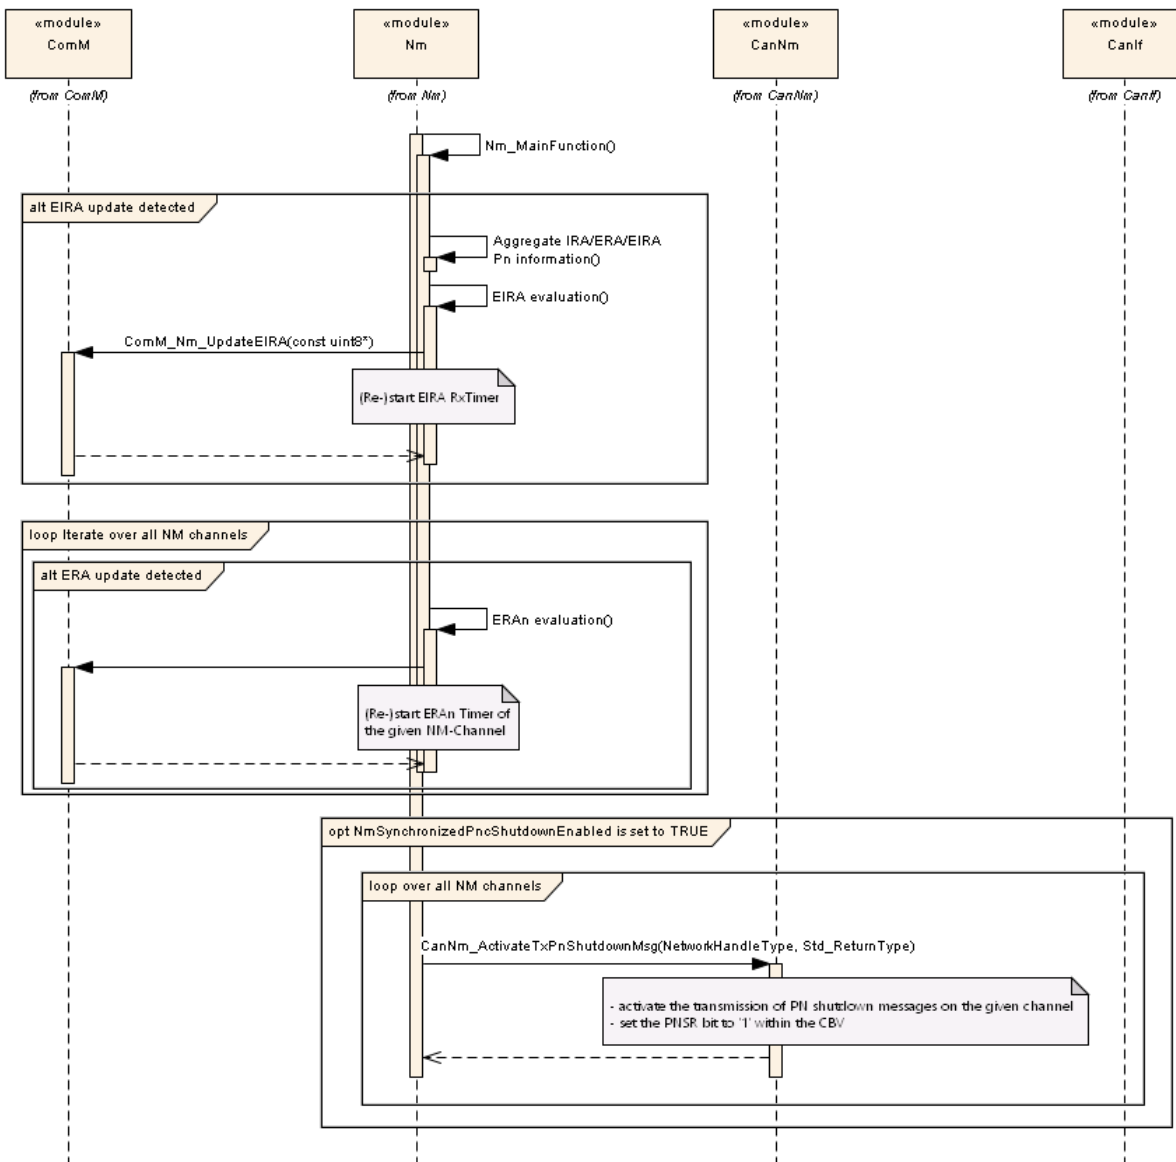 «module»
ComM
«module»
Nm
«module»
CanNm
«module»
CanIf
(from ComM)
(from Nm)
(from CanNm)
(from CanIf)
Nm_MainFunction()
alt EIRA update detected
Aggregate IRA/ERA/EIRA
Pn information()
EIRA evaluation()
ComM_Nm_UpdateEIRA(const uint8*)
(Re-)start EIRA RxTimer
loop Iterate over all NM channels
alt ERA update detected
ERAn evaluation()
(Re-)start ERAn Timer of
the given NM-Channel
opt NmSynchronizedPncShutdownEnabled is set to TRUE
loop over all NM channels
CanNm_ActivateTxPnShutdownMsg(NetworkHandleType, Std_ReturnType)
- activate the transmission of PN shutdown messages on the given channel
- set the PNSR bit to '1' within the CBV